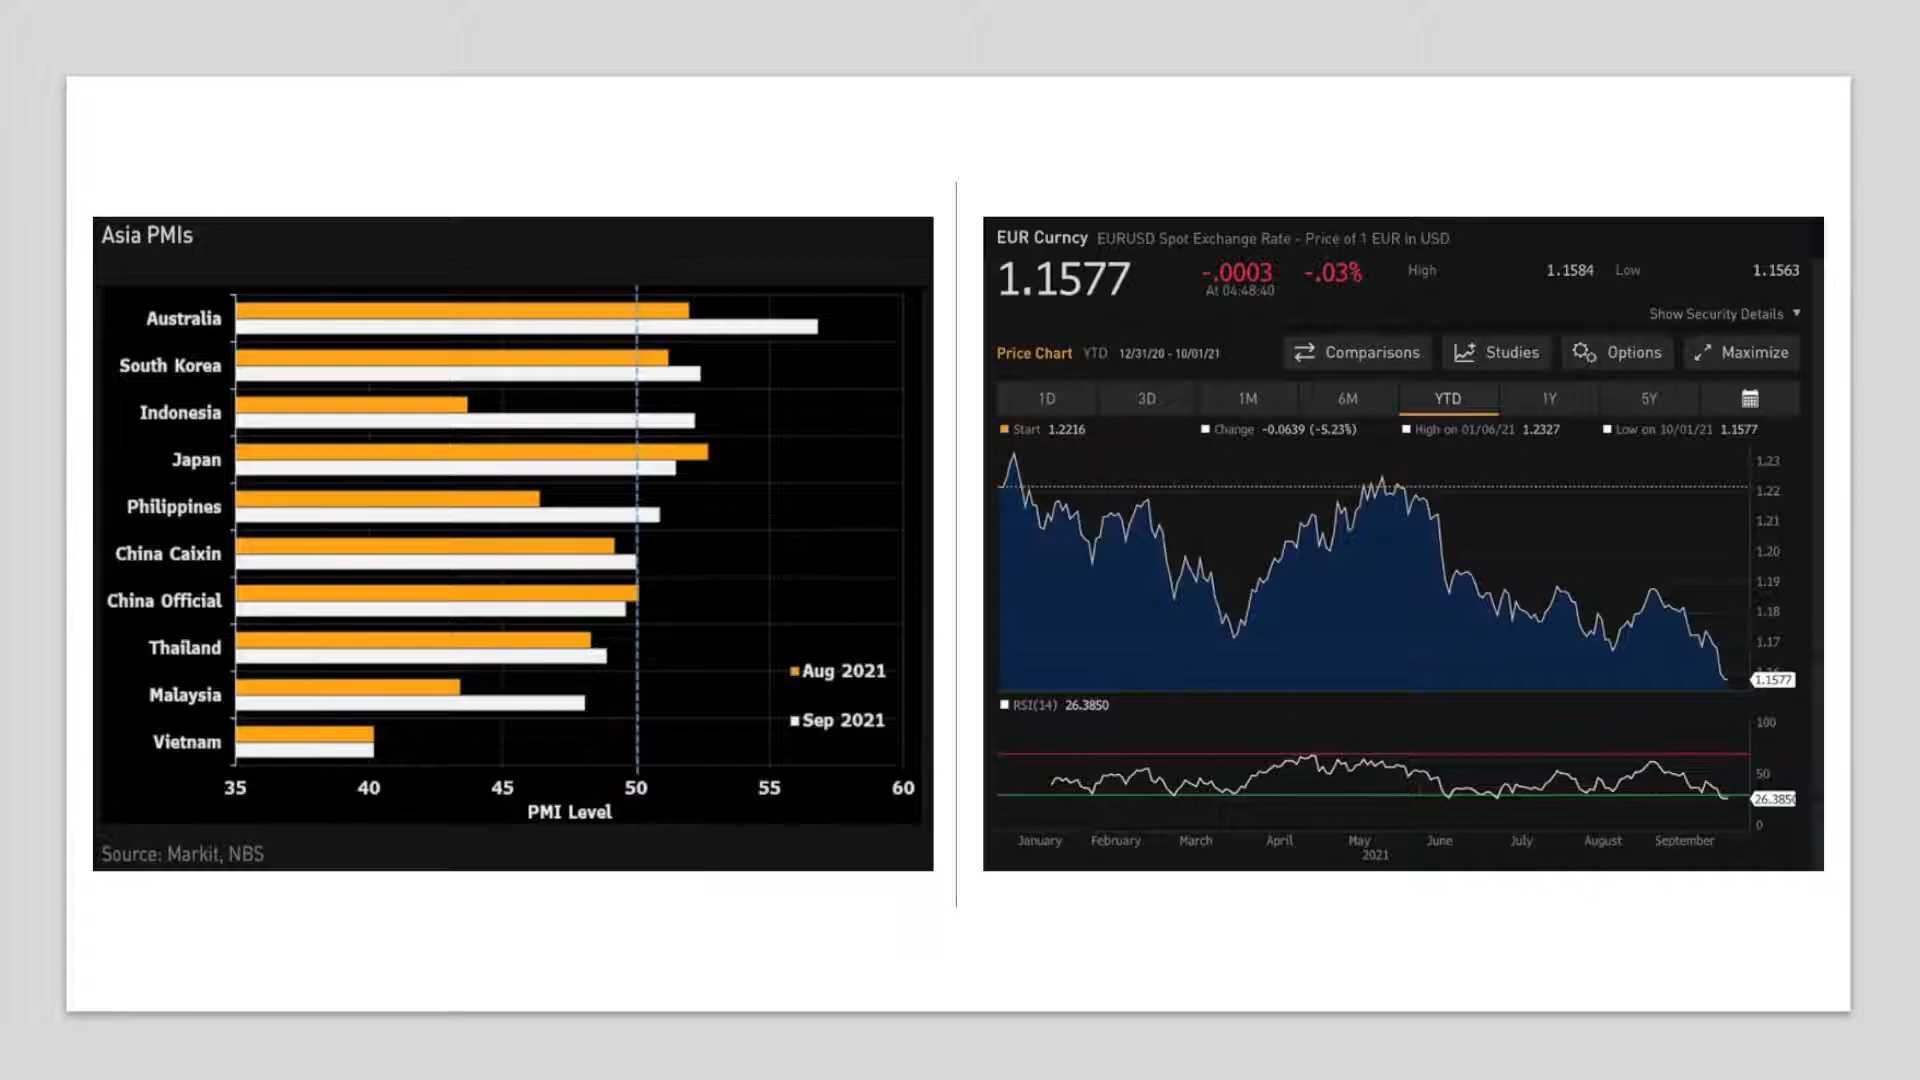 Asia PMIs
Australia
South Korea
Indonesia
Japan
Philippines
China Caixin
China Official
Thailand
Malaysia
Vietnam
Aug 2021
Sep 2021
35 40 45 50 55 60
PMI Level
Source: Markit, NBS
EUR Curncy EURUSD Spot Exchange Rate - Price of 1 EUR in USD
1.1577 -.0003 -.03% High 1.1584 Low 1.1563
At 04:48:40
Show Security Details
Price Chart YTD 12/31/20 - 10/01/21 Comparisons Studies Options Maximize
1D 3D 1M 6M YTD 1Y 5Y
Start 1.2216 Change -0.0639 (-5.23%) High on 01/06/21 1.2327 Low on 10/01/21 1.1577
1.23
1.22
1.21
1.20
1.19
1.18
1.17
1.1577
RSI(14) 26.3850
100
50
26.3850
0
January February March April May June July August September
2021